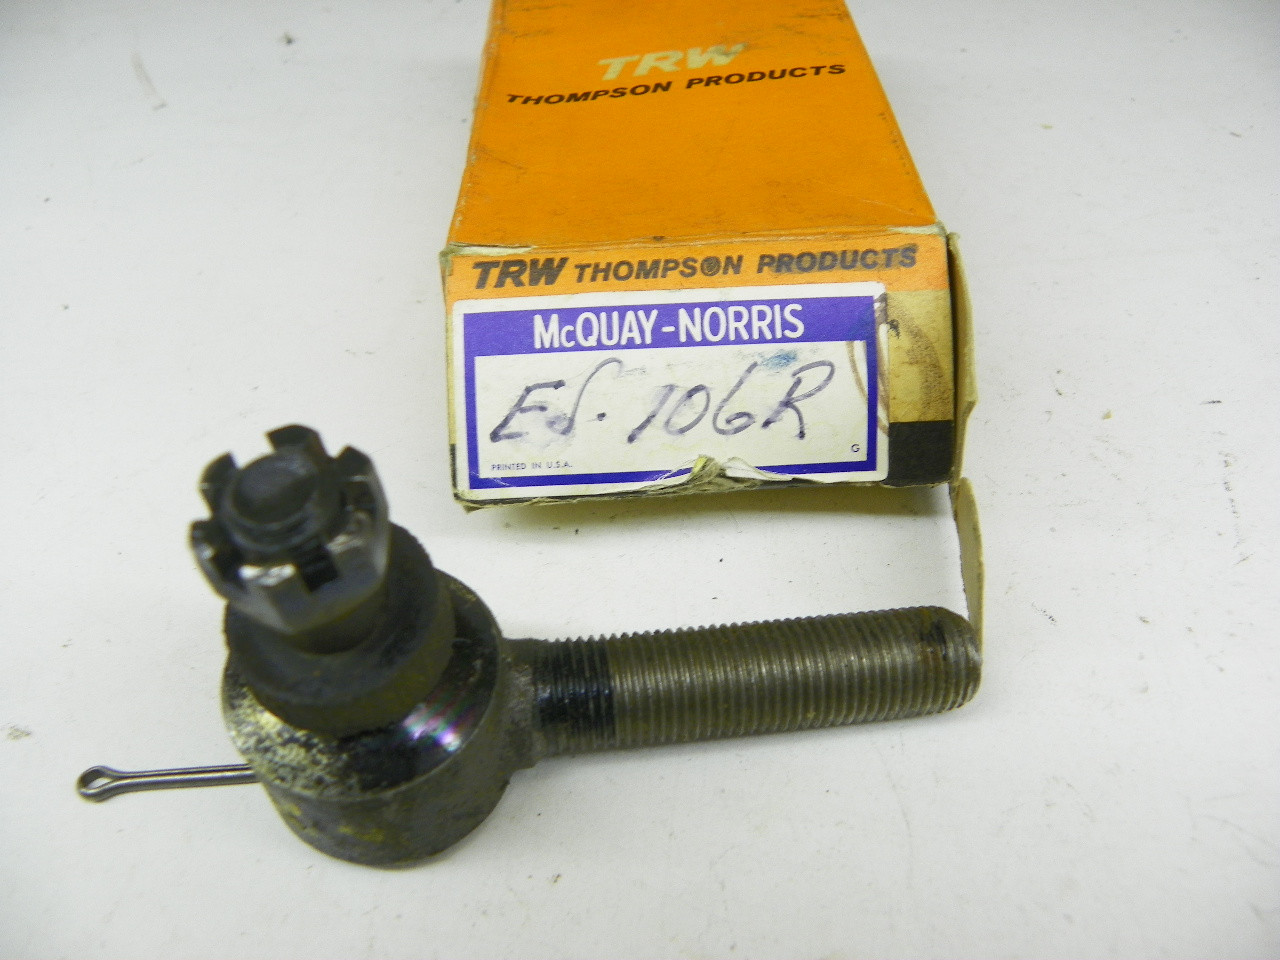 TRW
THOMPSON PRODUCTS
TRW THOMPSON PRODUCTS
McQUAY-NORRIS
ES-106R
PRINTED IN U.S.A.
G